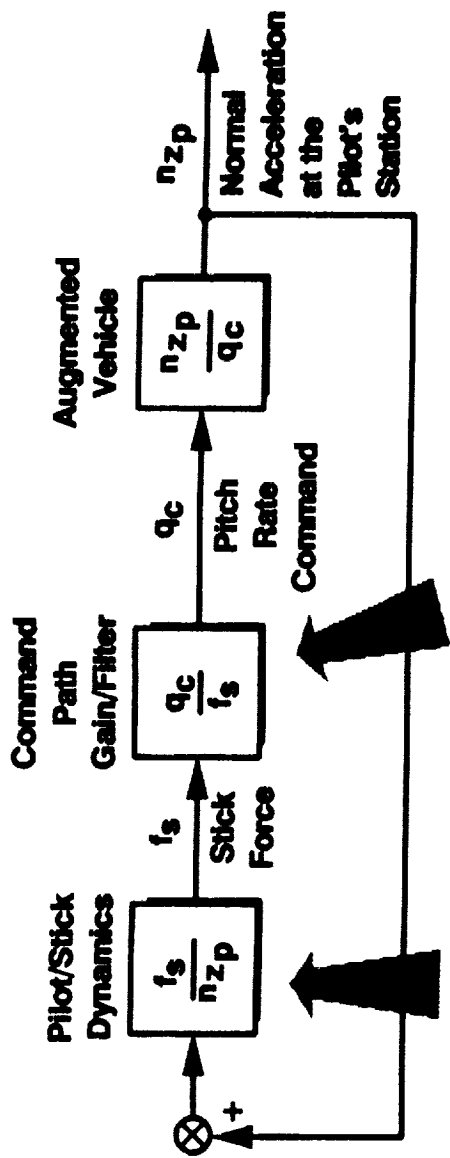 Pilot/Stick
Dynamics
f_s
n_zp
f_s
Stick
Force
Command
Path
Gain/Filter
q_c
f_s
q_c
Pitch
Rate
Command
Augmented
Vehicle
n_zp
q_c
n_zp
Normal
Acceleration
at the
Pilot's
Station
+